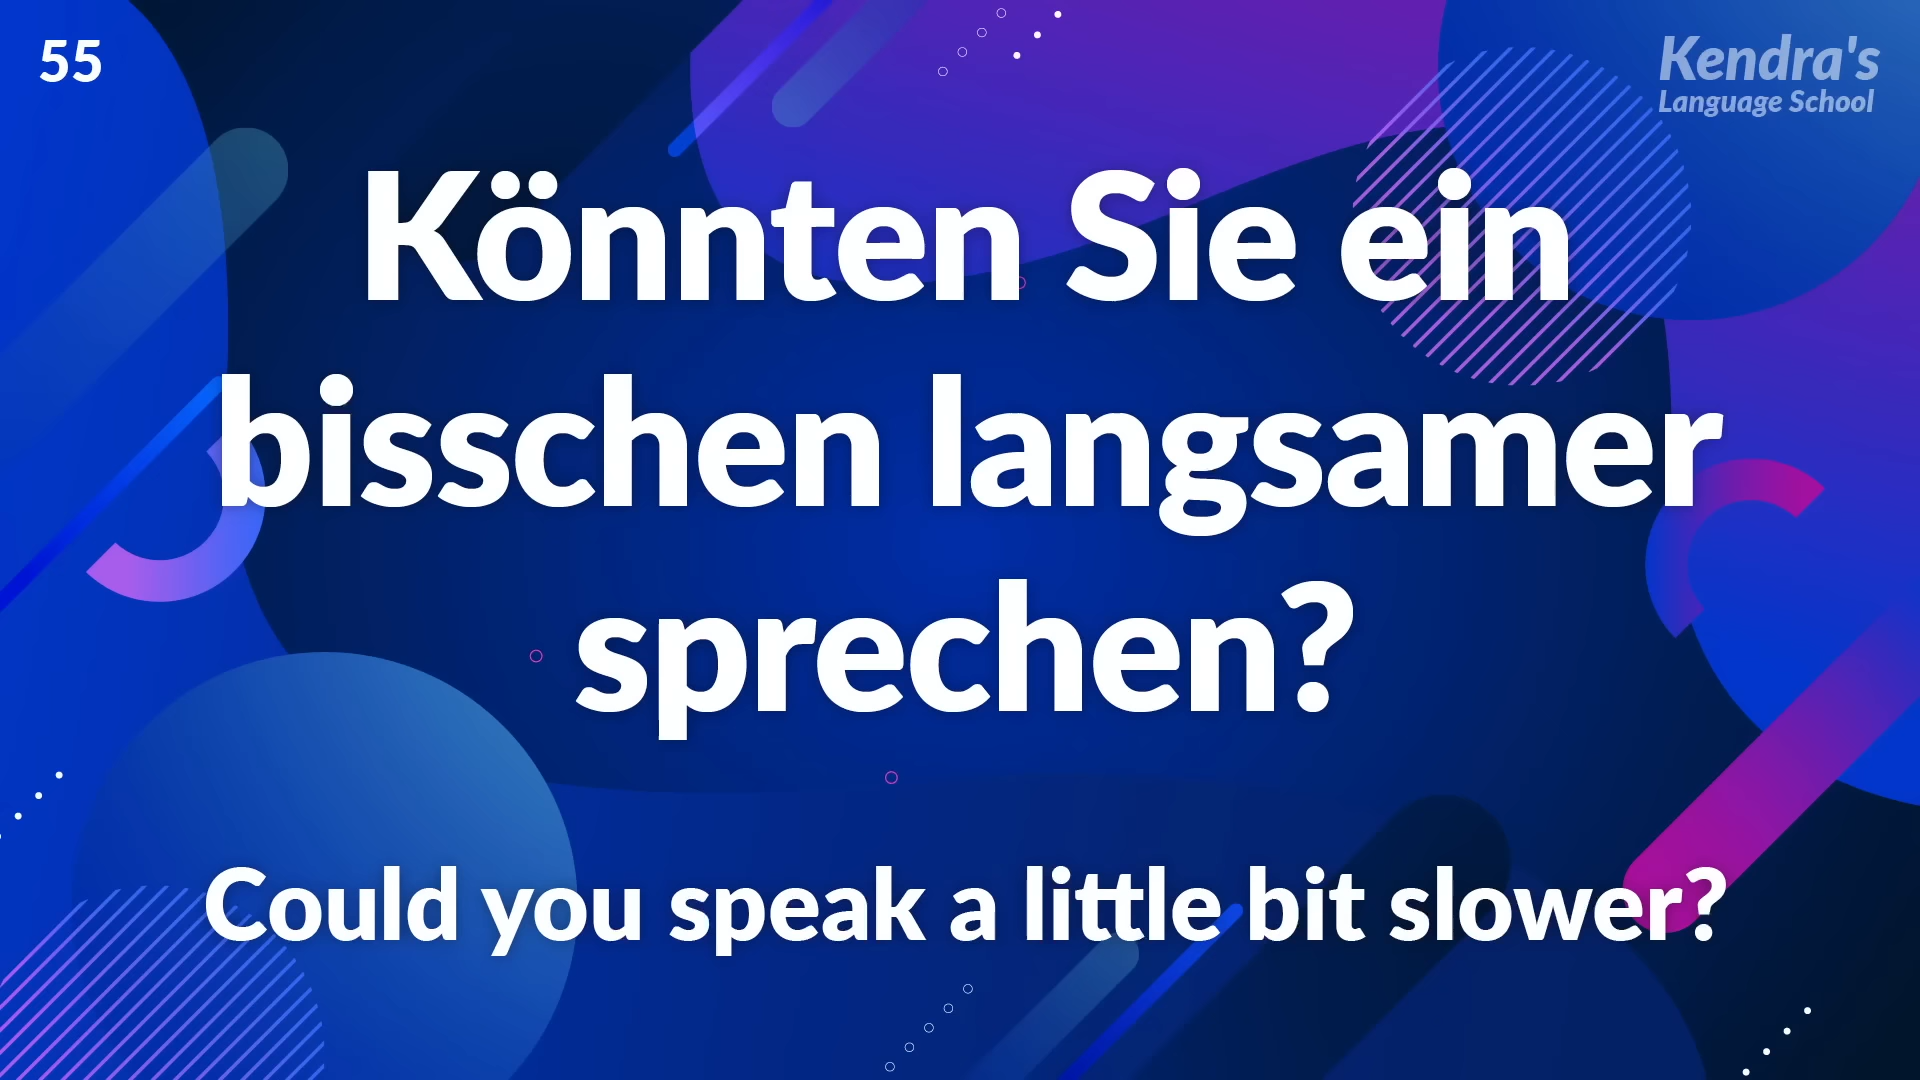 55
Kendra's
Language School
Könnten Sie ein
bisschen langsamer
sprechen?
Could you speak a little bit slower?